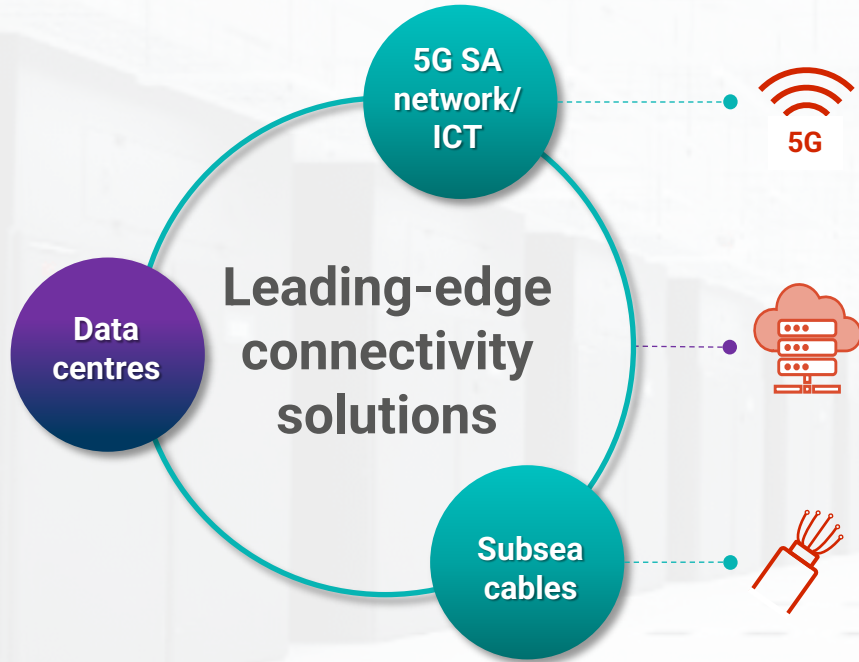 5G SA
network/
ICT
5G
Leading-edge
connectivity
solutions
Data
centres
Subsea
cables